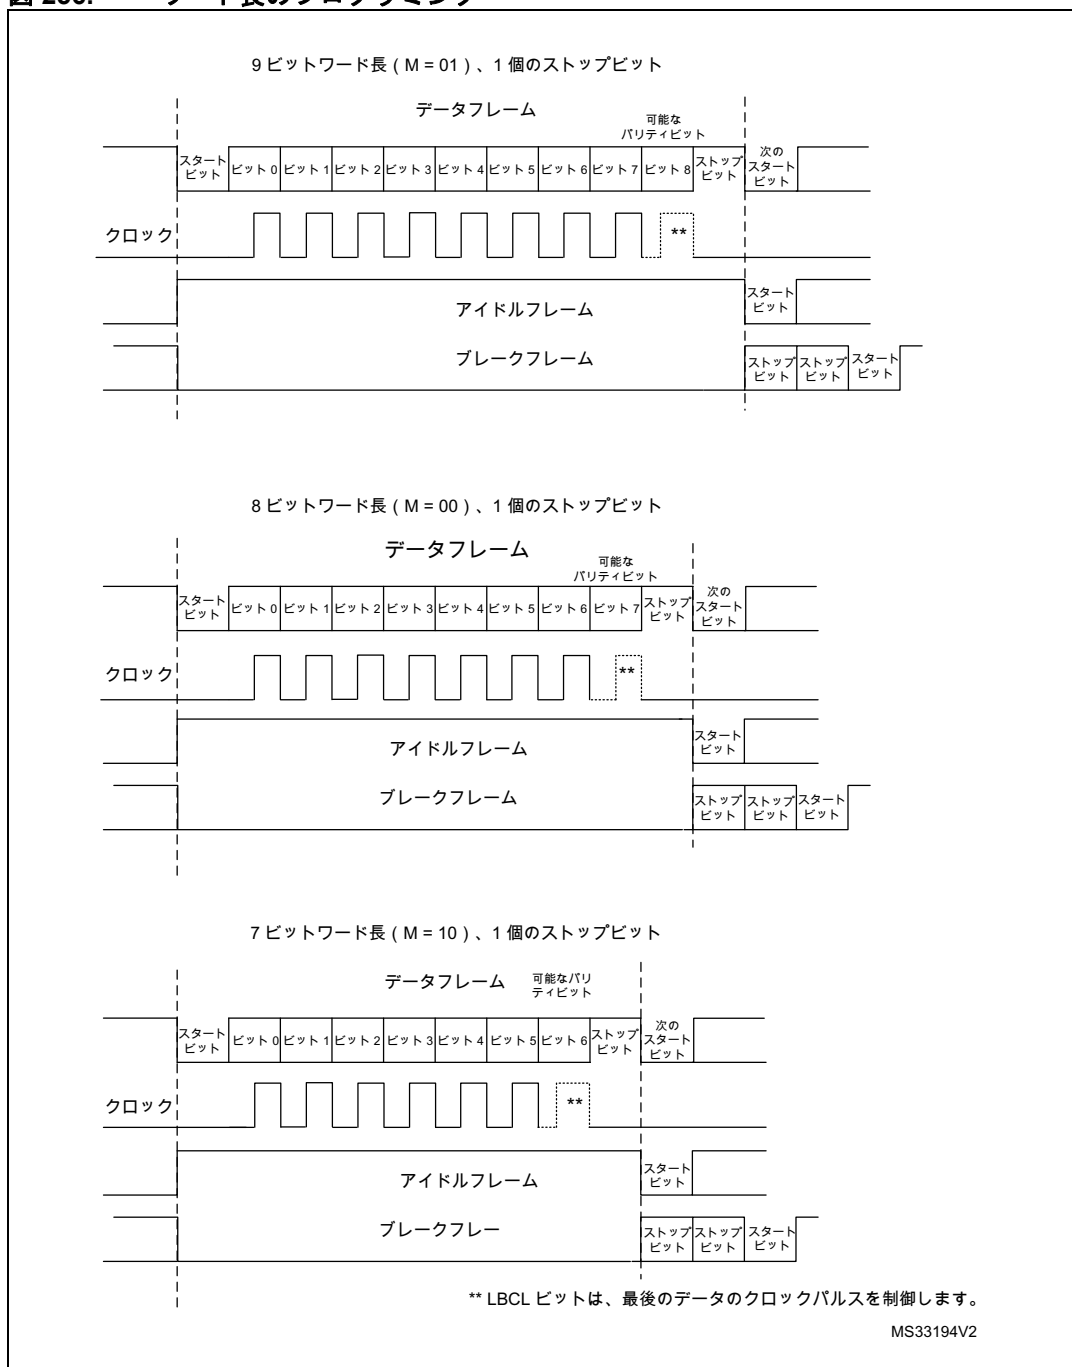 9 ビットワード長 ( M = 01 ) 、1 個のストップビット
データフレーム
可能な
パリティビット
スタート
ビット
ビット 0
ビット 1
ビット 2
ビット 3
ビット 4
ビット 5
ビット 6
ビット 7
ビット 8
ストップ
ビット
次の
スタート
ビット
クロック
**
アイドルフレーム
スタート
ビット
ブレークフレーム
ストップ
ビット
ストップ
ビット
スタート
ビット
8 ビットワード長 ( M = 00 ) 、1 個のストップビット
データフレーム
可能な
パリティビット
スタート
ビット
ビット 0
ビット 1
ビット 2
ビット 3
ビット 4
ビット 5
ビット 6
ビット 7
ストップ
ビット
次の
スタート
ビット
クロック
**
アイドルフレーム
スタート
ビット
ブレークフレーム
ストップ
ビット
ストップ
ビット
スタート
ビット
7 ビットワード長 ( M = 10 ) 、1 個のストップビット
データフレーム
可能なパリ
ティビット
スタート
ビット
ビット 0
ビット 1
ビット 2
ビット 3
ビット 4
ビット 5
ビット 6
ストップ
ビット
次の
スタート
ビット
クロック
**
アイドルフレーム
スタート
ビット
ブレークフレー
ストップ
ビット
ストップ
ビット
スタート
ビット
** LBCL ビットは、最後のデータのクロックパルスを制御します。
MS33194V2